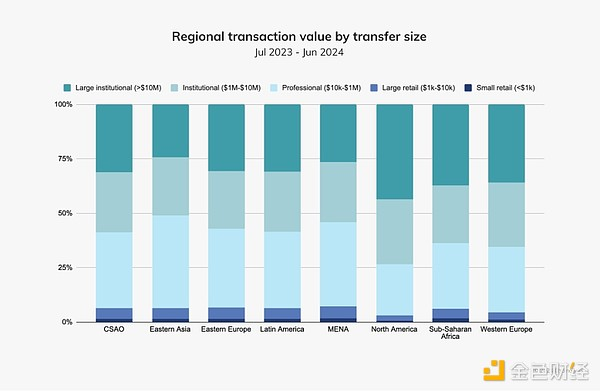 Regional transaction value by transfer size
Jul 2023 - Jun 2024
Large institutional (>$10M) Institutional ($1M-$10M) Professional ($10k-$1M) Large retail ($1k-$10k) Small retail (<$1k)
100%
75%
50%
25%
0%
CSAO Eastern Asia Eastern Europe Latin America MENA North America Sub-Saharan Africa Western Europe
金色财经